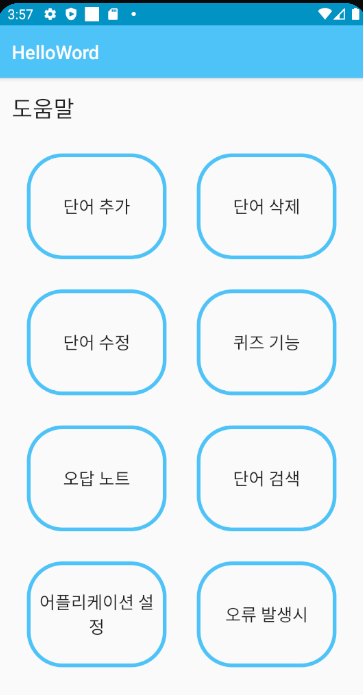 3:57
HelloWord
도움말
단어 추가
단어 삭제
단어 수정
퀴즈 기능
오답 노트
단어 검색
어플리케이션 설
정
오류 발생시